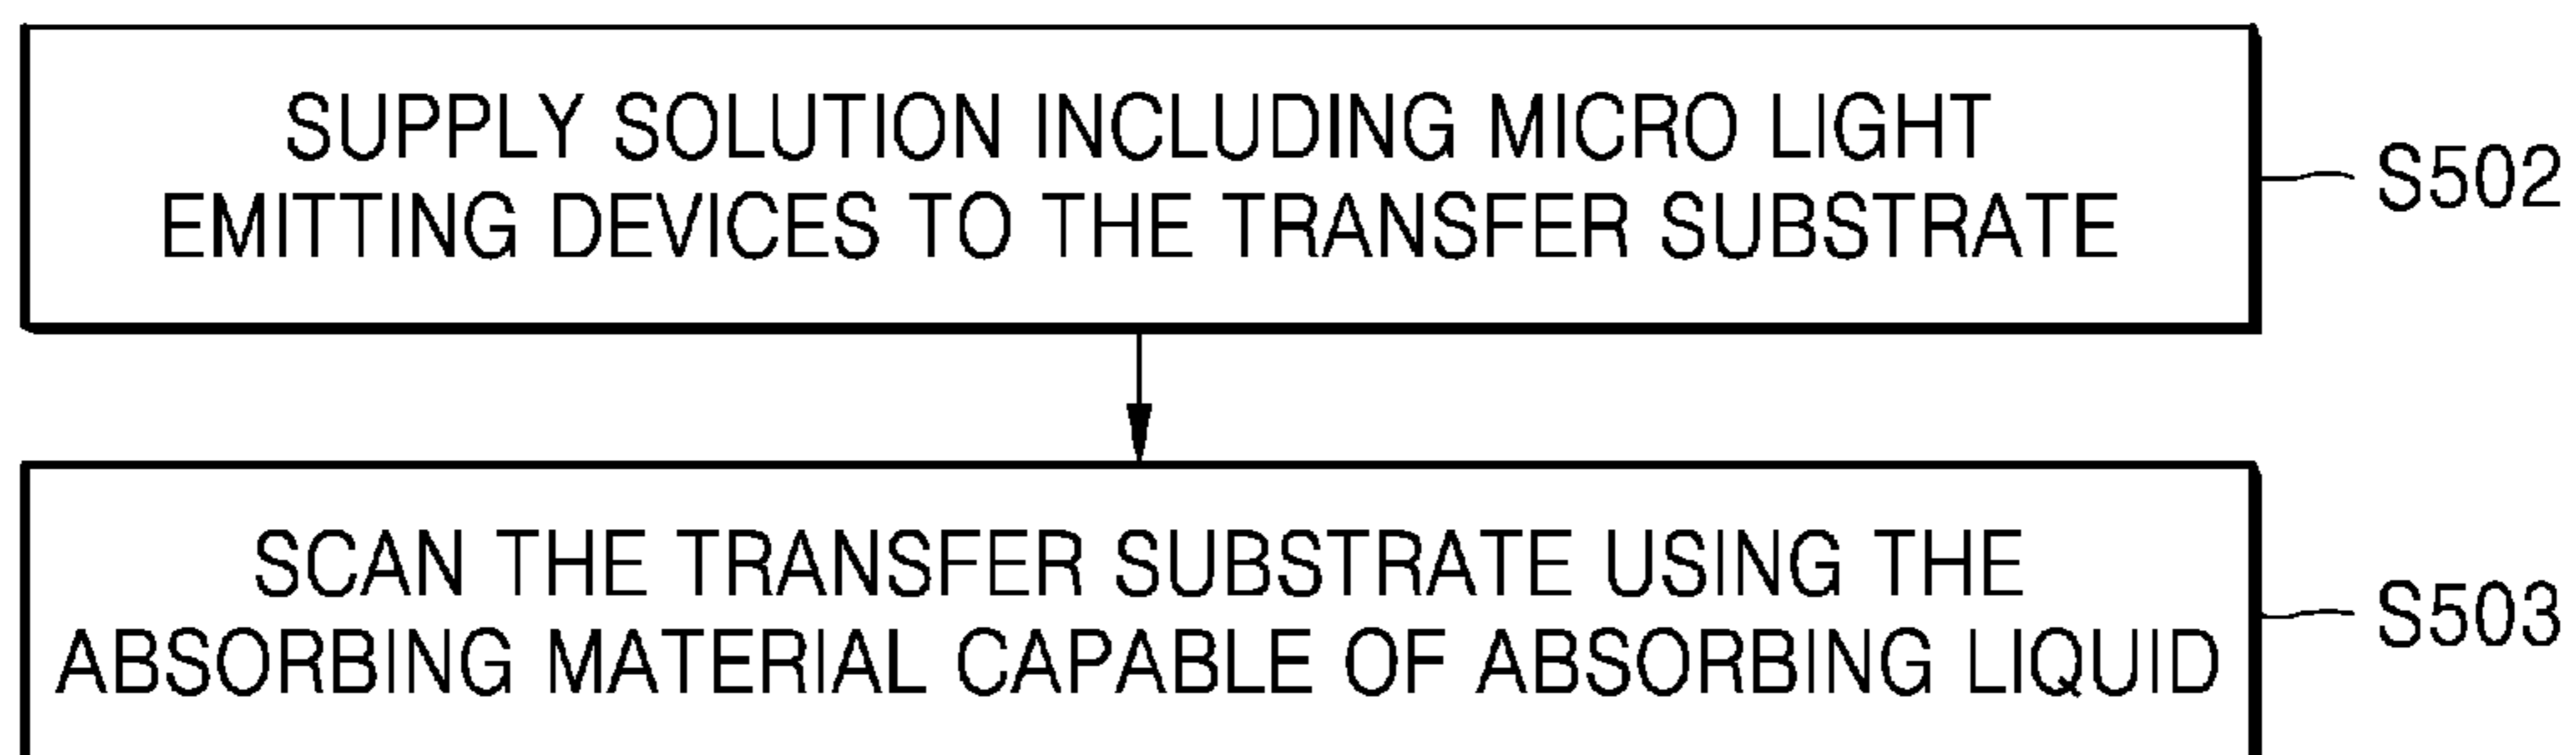 SUPPLY SOLUTION INCLUDING MICRO LIGHT
EMITTING DEVICES TO THE TRANSFER SUBSTRATE
S502
SCAN THE TRANSFER SUBSTRATE USING THE
ABSORBING MATERIAL CAPABLE OF ABSORBING LIQUID
S503